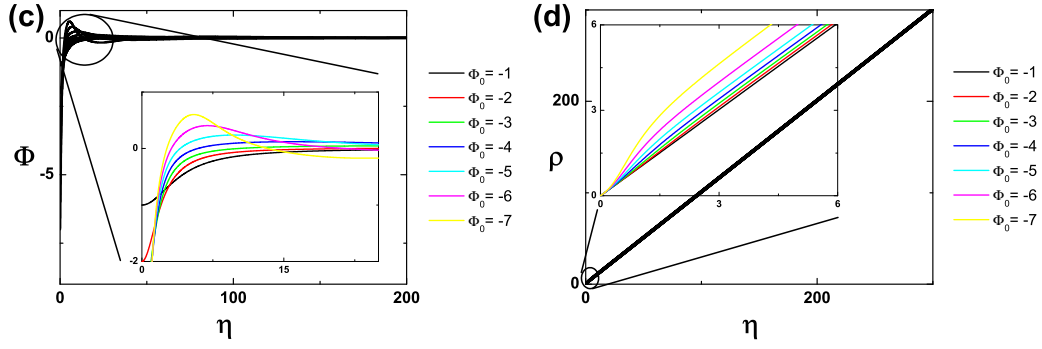 (c)
0
-5
Φ
0
100
200
η
0
-2
0
15
Φ₀= -1
Φ₀= -2
Φ₀= -3
Φ₀= -4
Φ₀= -5
Φ₀= -6
Φ₀= -7
(d)
200
0
ρ
0
200
η
6
3
0
0
3
6
Φ₀= -1
Φ₀= -2
Φ₀= -3
Φ₀= -4
Φ₀= -5
Φ₀= -6
Φ₀= -7